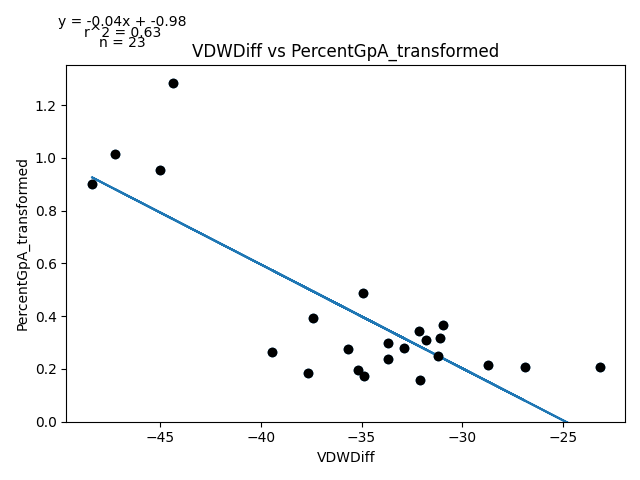 y = -0.04x + -0.98
r^2 = 0.63
n = 23
VDWDiff vs PercentGpA_transformed
1.2
1.0
0.8
0.6
0.4
0.2
0.0
PercentGpA_transformed
−45 −40 −35 −30 −25
VDWDiff